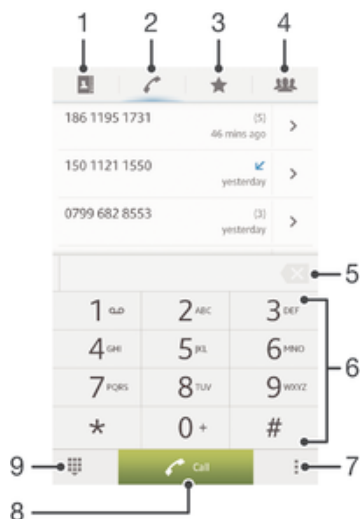 1 2 3 4
186 1195 1731 (5)
46 mins ago
150 1121 1550
yesterday
0799 682 8553 (3)
yesterday
5
1 2 ABC 3 DEF
4 GHI 5 JKL 6 MNO
6
7 PQRS 8 TUV 9 WXYZ
* 0 + #
9 Call 7
8